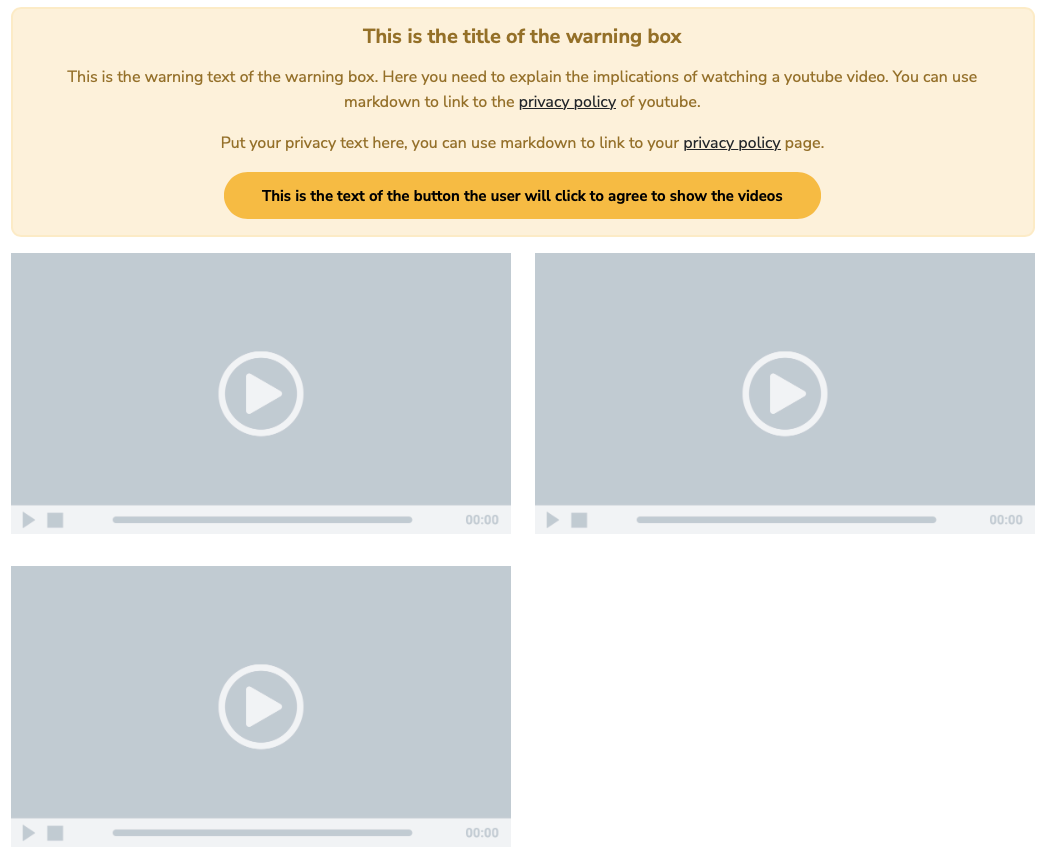 This is the title of the warning box
This is the warning text of the warning box. Here you need to explain the implications of watching a youtube video. You can use
markdown to link to the privacy policy of youtube.
Put your privacy text here, you can use markdown to link to your privacy policy page.
This is the text of the button the user will click to agree to show the videos
00:00
00:00
00:00